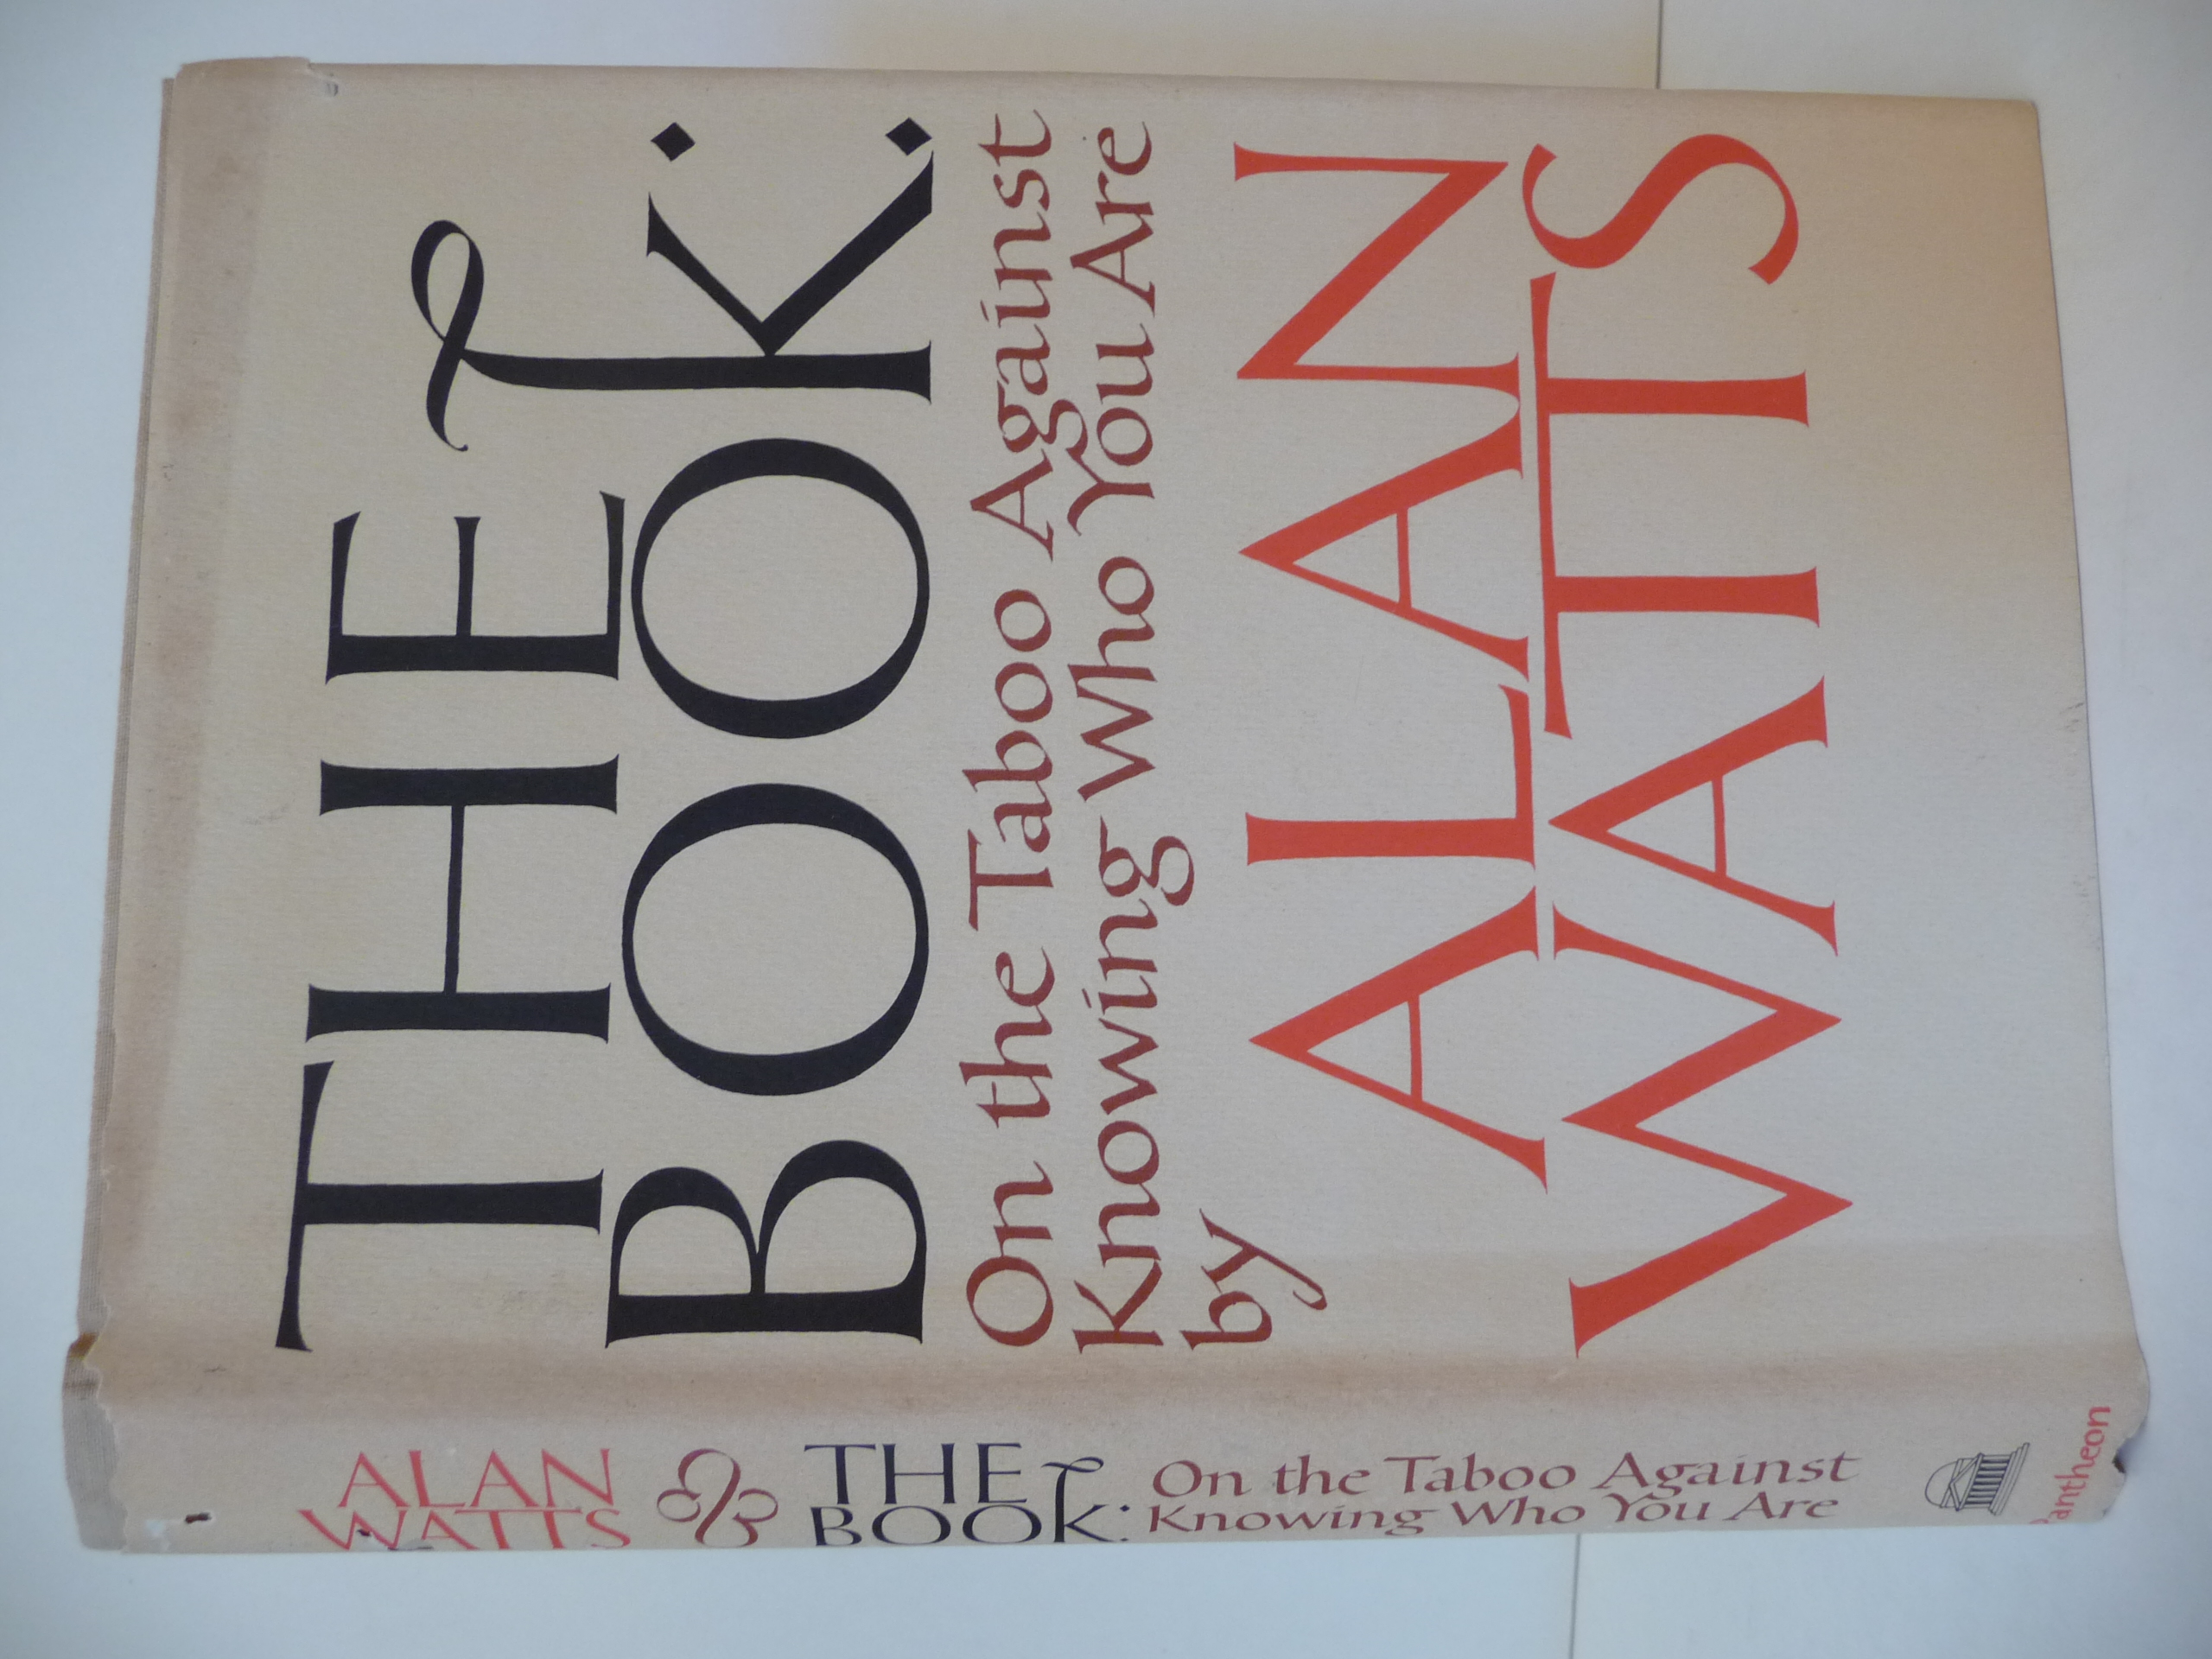 THE
BOOK:
On the Taboo Against
Knowing Who You Are
by
ALAN
WATTS
ALAN
WATTS
THE
BOOK:
On the Taboo Against
Knowing Who You Are
Pantheon